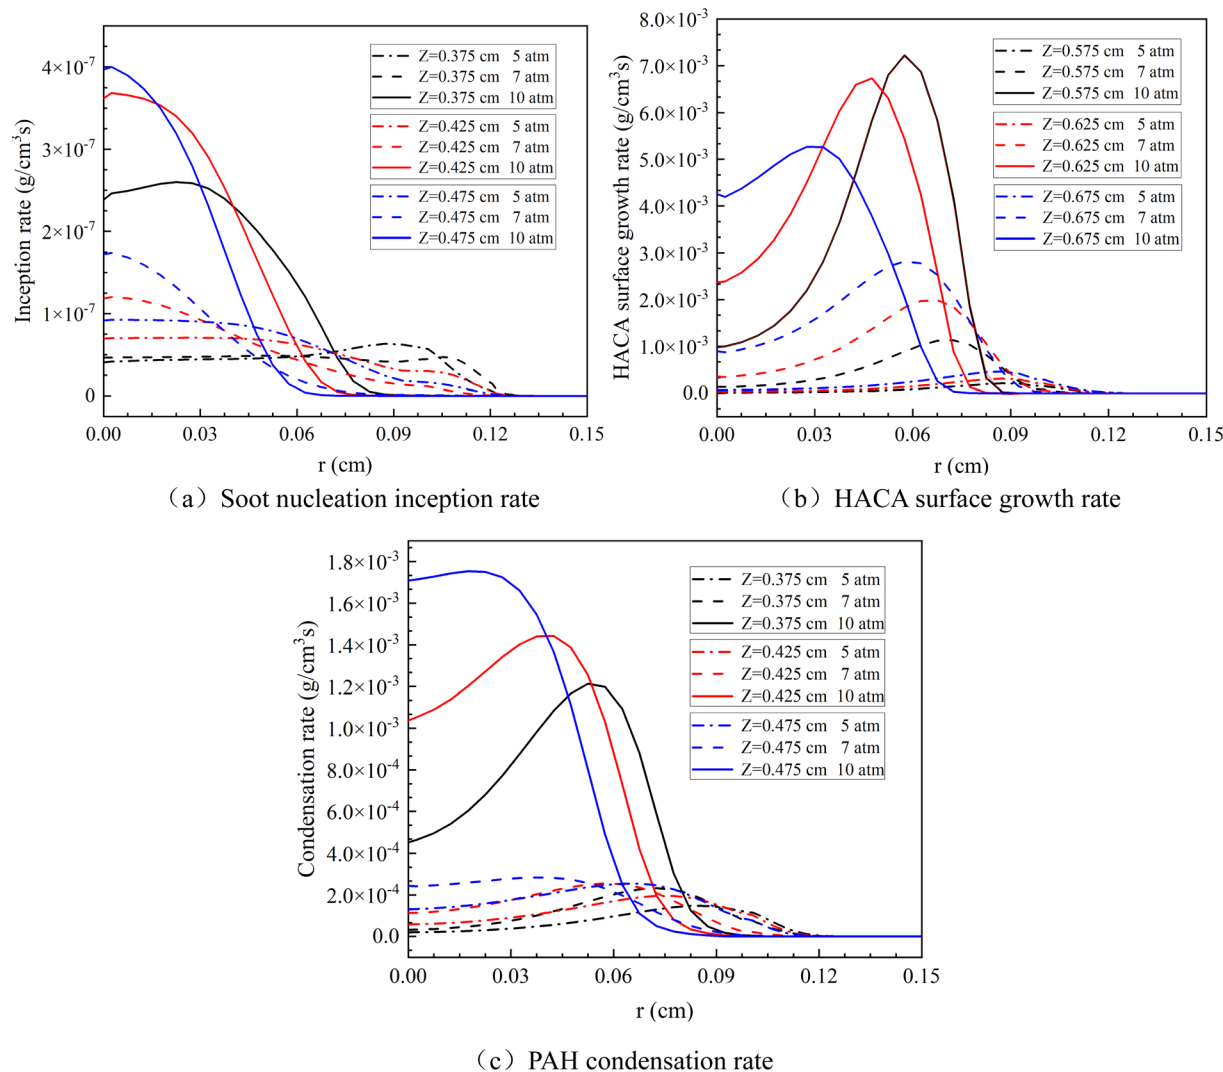 4×10⁻⁷
3×10⁻⁷
2×10⁻⁷
1×10⁻⁷
0
Inception rate (g/cm³s)
Z=0.375 cm 5 atm
Z=0.375 cm 7 atm
Z=0.375 cm 10 atm
Z=0.425 cm 5 atm
Z=0.425 cm 7 atm
Z=0.425 cm 10 atm
Z=0.475 cm 5 atm
Z=0.475 cm 7 atm
Z=0.475 cm 10 atm
0.00 0.03 0.06 0.09 0.12 0.15
r (cm)
（a）Soot nucleation inception rate
8.0×10⁻³
7.0×10⁻³
6.0×10⁻³
5.0×10⁻³
4.0×10⁻³
3.0×10⁻³
2.0×10⁻³
1.0×10⁻³
0.0
HACA surface growth rate (g/cm³s)
Z=0.575 cm 5 atm
Z=0.575 cm 7 atm
Z=0.575 cm 10 atm
Z=0.625 cm 5 atm
Z=0.625 cm 7 atm
Z=0.625 cm 10 atm
Z=0.675 cm 5 atm
Z=0.675 cm 7 atm
Z=0.675 cm 10 atm
0.00 0.03 0.06 0.09 0.12 0.15
r (cm)
（b）HACA surface growth rate
1.8×10⁻³
1.6×10⁻³
1.4×10⁻³
1.2×10⁻³
1.0×10⁻³
8.0×10⁻⁴
6.0×10⁻⁴
4.0×10⁻⁴
2.0×10⁻⁴
0.0
Condensation rate (g/cm³s)
Z=0.375 cm 5 atm
Z=0.375 cm 7 atm
Z=0.375 cm 10 atm
Z=0.425 cm 5 atm
Z=0.425 cm 7 atm
Z=0.425 cm 10 atm
Z=0.475 cm 5 atm
Z=0.475 cm 7 atm
Z=0.475 cm 10 atm
0.00 0.03 0.06 0.09 0.12 0.15
r (cm)
（c）PAH condensation rate